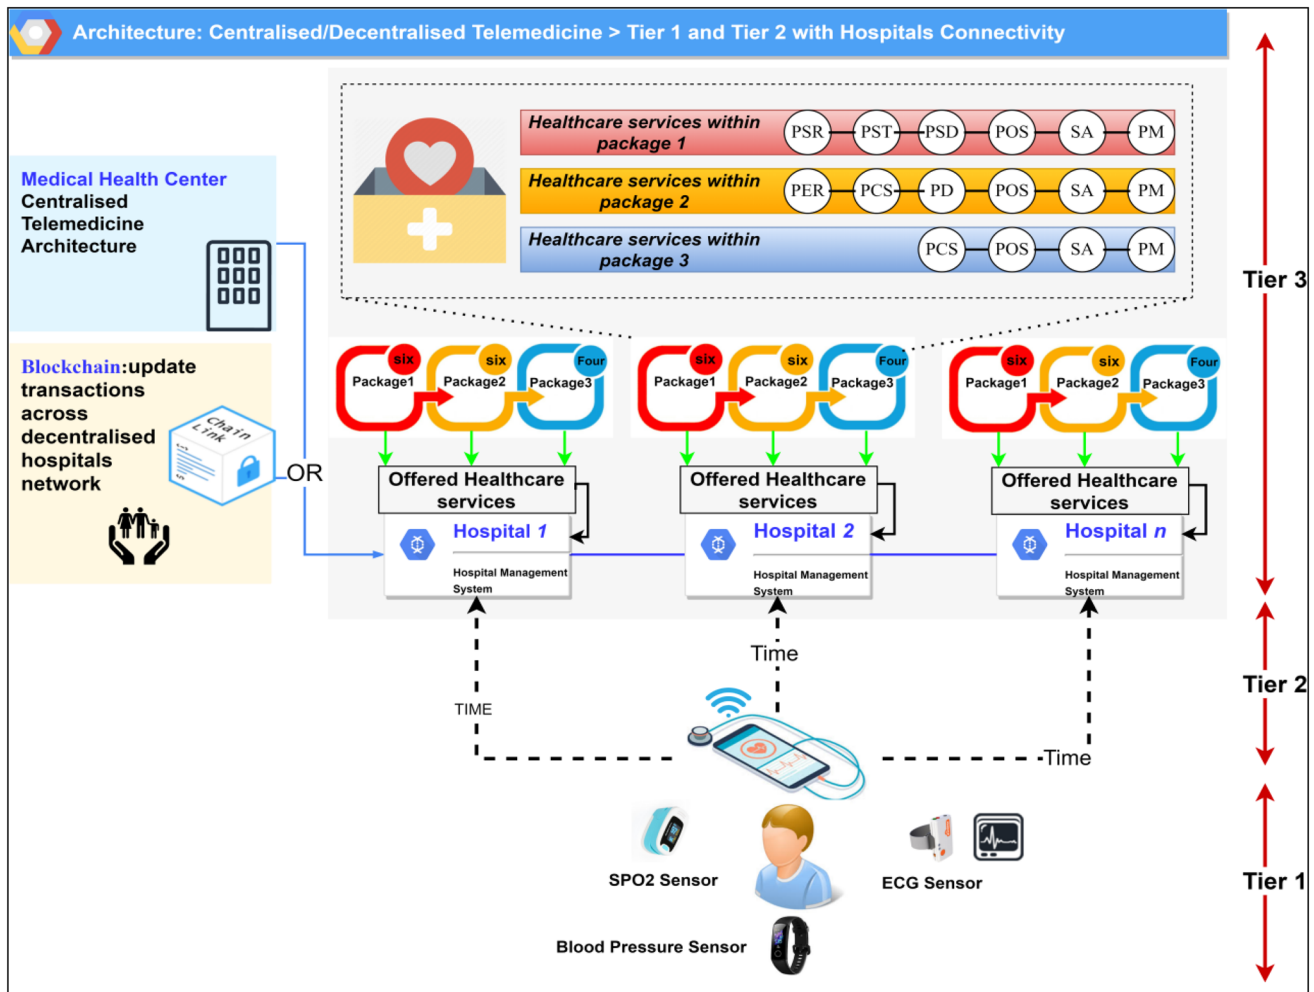 Architecture: Centralised/Decentralised Telemedicine > Tier 1 and Tier 2 with Hospitals Connectivity
Healthcare services within
package 1
PSR
PST
PSD
POS
SA
PM
Healthcare services within
package 2
PER
PCS
PD
POS
SA
PM
Healthcare services within
package 3
PCS
POS
SA
PM
Medical Health Center
Centralised
Telemedicine
Architecture
Blockchain:update
transactions
across
decentralised
hospitals
network
Chain
Link
OR
six
six
Four
Package1
Package2
Package3
six
six
Four
Package1
Package2
Package3
six
six
Four
Package1
Package2
Package3
Offered Healthcare
services
Offered Healthcare
services
Offered Healthcare
services
Hospital 1
Hospital Management
System
Hospital 2
Hospital Management
System
Hospital n
Hospital Management
System
TIME
Time
Time
SPO2 Sensor
ECG Sensor
Blood Pressure Sensor
Tier 3
Tier 2
Tier 1